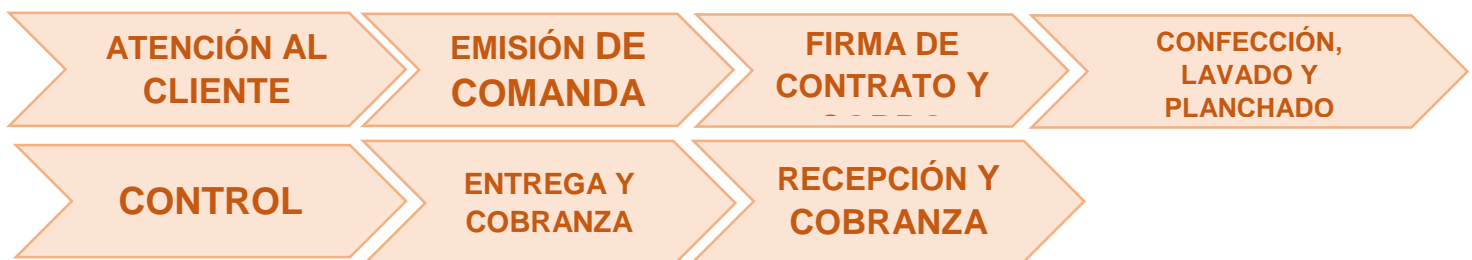 ATENCIÓN AL
CLIENTE
EMISIÓN DE
COMANDA
FIRMA DE
CONTRATO Y
CONFECCIÓN,
LAVADO Y
PLANCHADO
CONTROL
ENTREGA Y
COBRANZA
RECEPCIÓN Y
COBRANZA